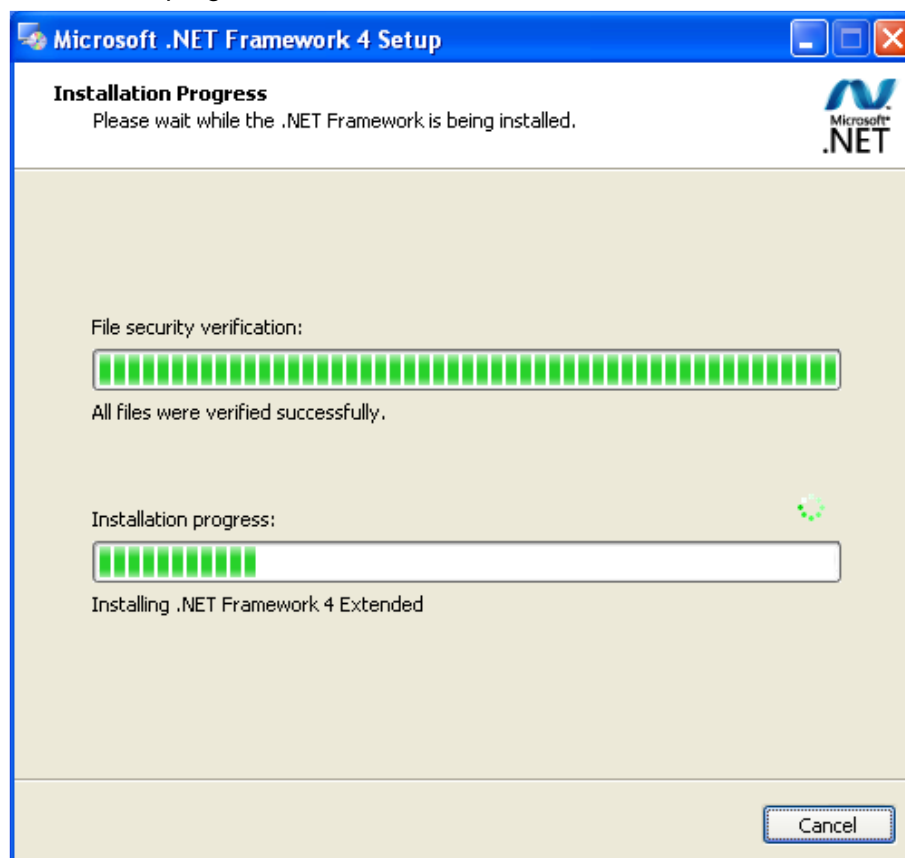 Microsoft .NET Framework 4 Setup
Installation Progress
Please wait while the .NET Framework is being installed.
Microsoft
.NET
File security verification:
All files were verified successfully.
Installation progress:
Installing .NET Framework 4 Extended
Cancel